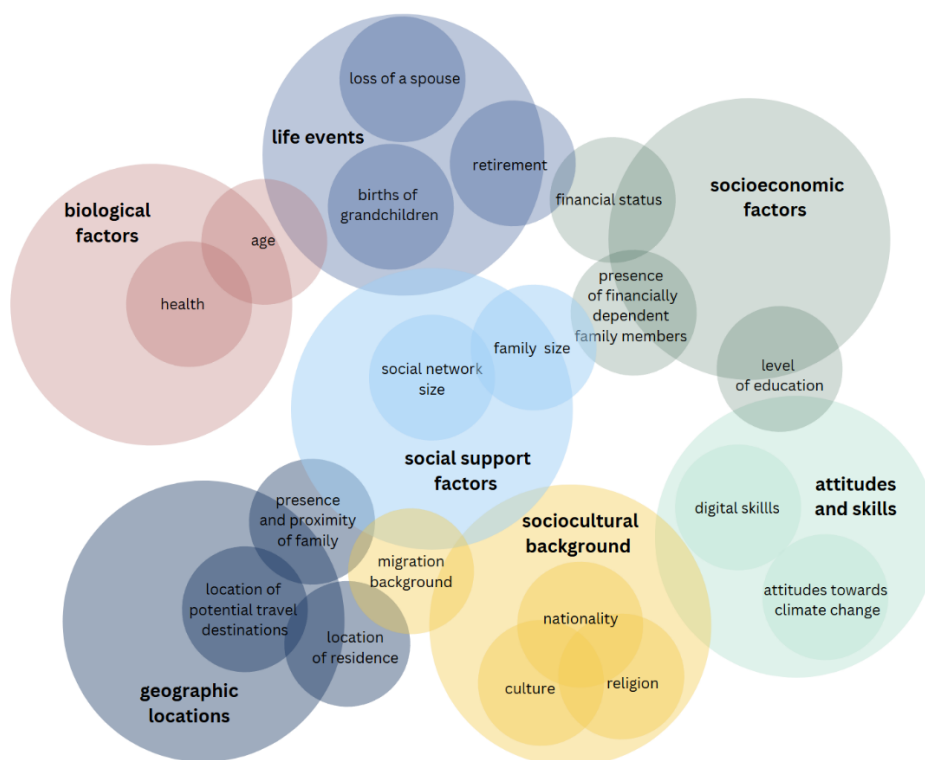 loss of a spouse
life events
retirement
births of
grandchildren
financial status
socioeconomic
factors
biological
factors
age
health
presence
of financially
dependent
family members
family size
social network
size
level
of education
social support
factors
attitudes
and skills
digital skillls
attitudes towards
climate change
presence
and proximity
of family
sociocultural
background
migration
background
nationality
culture
religion
location of
potential travel
destinations
location
of residence
geographic
locations